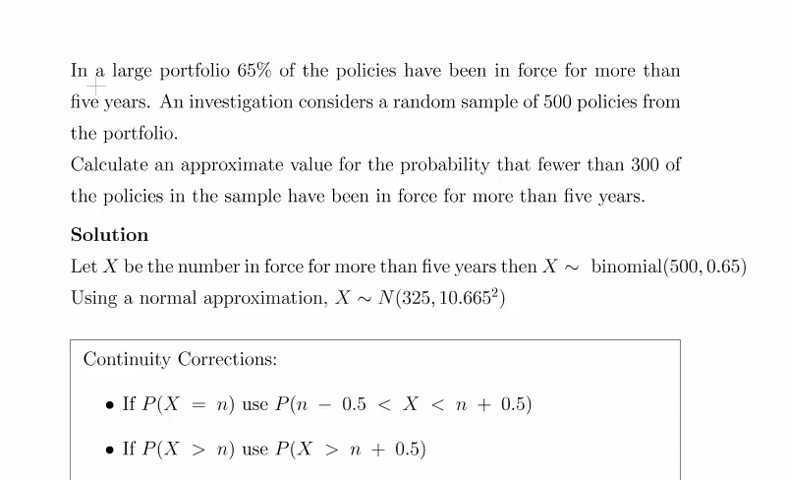 In a large portfolio 65% of the policies have been in force for more than
five years. An investigation considers a random sample of 500 policies from
the portfolio.
Calculate an approximate value for the probability that fewer than 300 of
the policies in the sample have been in force for more than five years.
Solution
Let X be the number in force for more than five years then X ∼ binomial(500, 0.65)
Using a normal approximation, X ∼ N(325, 10.665²)
Continuity Corrections:
• If P(X = n) use P(n − 0.5 < X < n + 0.5)
• If P(X > n) use P(X > n + 0.5)